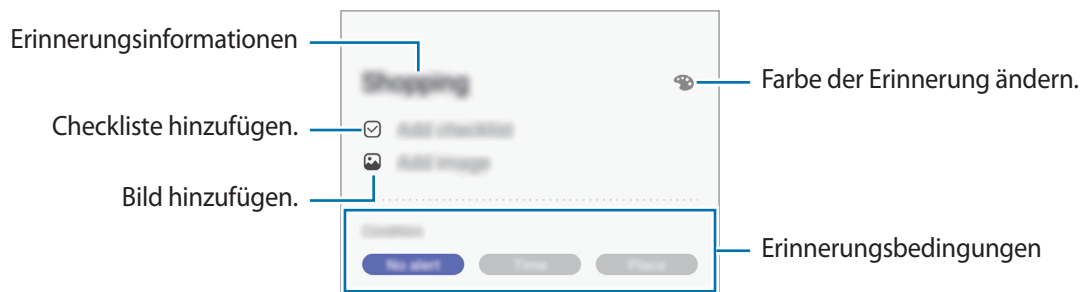 Erinnerungsinformationen
Shopping
Farbe der Erinnerung ändern.
Checkliste hinzufügen.
Add checklist
Bild hinzufügen.
Add image
Condition
No alert
Time
Place
Erinnerungsbedingungen